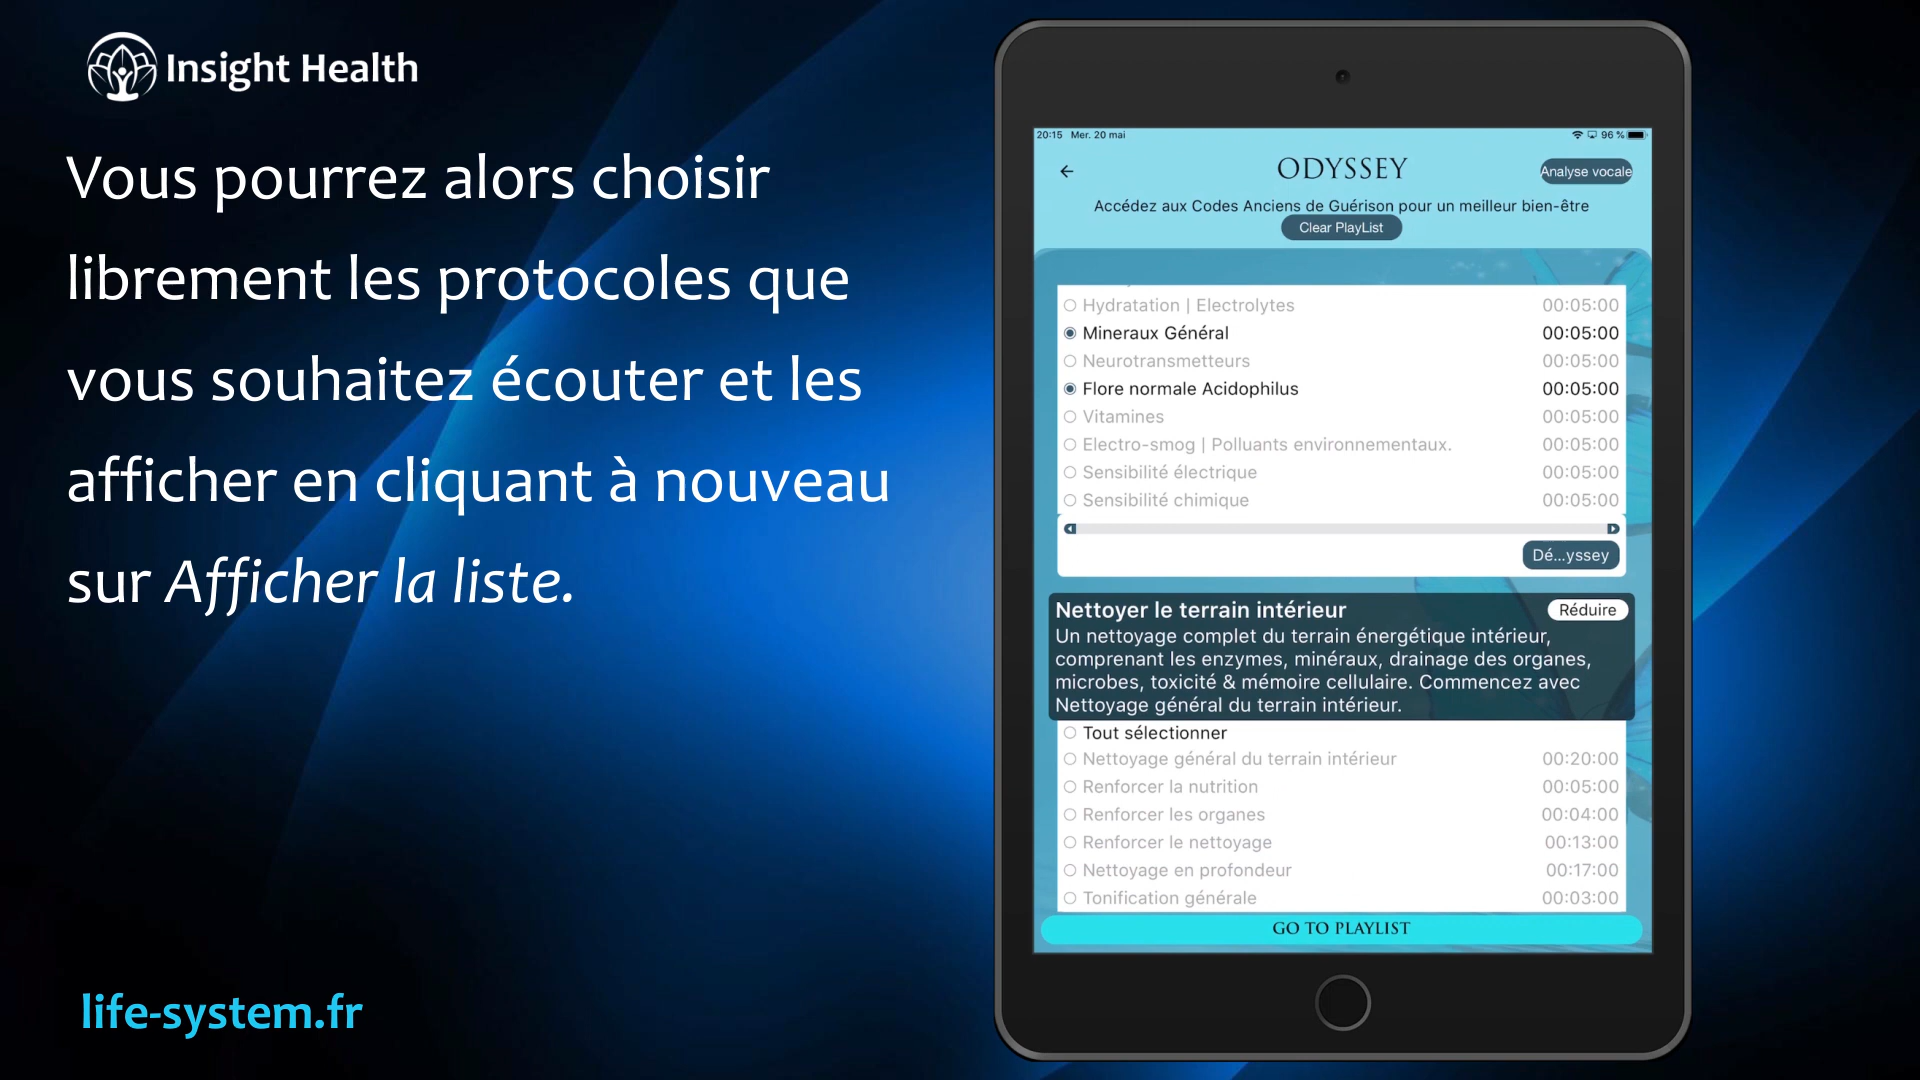 Insight Health
Vous pourrez alors choisir
librement les protocoles que
vous souhaitez écouter et les
afficher en cliquant à nouveau
sur Afficher la liste.
life-system.fr
20:15 Mer. 20 mai
96 %
ODYSSEY
Analyse vocale
Accédez aux Codes Anciens de Guérison pour un meilleur bien-être
Clear PlayList
Hydratation | Electrolytes 00:05:00
Mineraux Général 00:05:00
Neurotransmetteurs 00:05:00
Flore normale Acidophilus 00:05:00
Vitamines 00:05:00
Electro-smog | Polluants environnementaux. 00:05:00
Sensibilité électrique 00:05:00
Sensibilité chimique 00:05:00
Dé...yssey
Nettoyer le terrain intérieur Réduire
Un nettoyage complet du terrain énergétique intérieur,
comprenant les enzymes, minéraux, drainage des organes,
microbes, toxicité & mémoire cellulaire. Commencez avec
Nettoyage général du terrain intérieur.
Tout sélectionner
Nettoyage général du terrain intérieur 00:20:00
Renforcer la nutrition 00:05:00
Renforcer les organes 00:04:00
Renforcer le nettoyage 00:13:00
Nettoyage en profondeur 00:17:00
Tonification générale 00:03:00
GO TO PLAYLIST